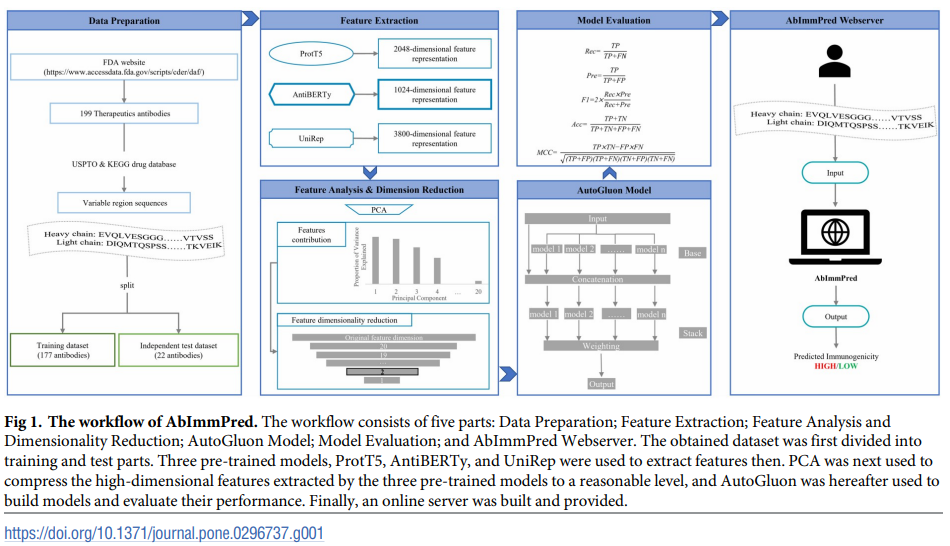 Data Preparation
FDA website
(https://www.accessdata.fda.gov/scripts/cder/daf/)
199 Therapeutics antibodies
USPTO & KEGG drug database
Variable region sequences
Heavy chain: EVQLVESGGG……VTVSS
Light chain: DIQMTQSPSS……TKVEIK
split
Training dataset
(177 antibodies)
Independent test dataset
(22 antibodies)
Feature Extraction
ProtT5
2048-dimensional feature
representation
AntiBERTy
1024-dimensional feature
representation
UniRep
3800-dimensional feature
representation
Feature Analysis & Dimension Reduction
PCA
Features
contribution
Proportion of Variance
Explained
1 2 3 4 … 20
Principal Component
Feature dimensionality reduction
Original feature dimension
20
19
……
2
1
Model Evaluation
Rec= TP / TP+FN
Pre= TP / TP+FP
F1=2× Rec×Pre / Rec+Pre
Acc= TP+TN / TP+TN+FP+FN
MCC= TP×TN−FP×FN / √(TP+FP)(TP+FN)(TN+FP)(TN+FN)
AutoGluon Model
Input
model 1 model 2 …… model n
Base
Concatenation
model 1 model 2 …… model n
Stack
Weighting
Output
AbImmPred Webserver
Heavy chain: EVQLVESGGG……VTVSS
Light chain: DIQMTQSPSS……TKVEIK
Input
AbImmPred
Output
Predicted Immunogenicity
HIGH/LOW
Fig 1. The workflow of AbImmPred. The workflow consists of five parts: Data Preparation; Feature Extraction; Feature Analysis and
Dimensionality Reduction; AutoGluon Model; Model Evaluation; and AbImmPred Webserver. The obtained dataset was first divided into
training and test parts. Three pre-trained models, ProtT5, AntiBERTy, and UniRep were used to extract features then. PCA was next used to
compress the high-dimensional features extracted by the three pre-trained models to a reasonable level, and AutoGluon was hereafter used to
build models and evaluate their performance. Finally, an online server was built and provided.
https://doi.org/10.1371/journal.pone.0296737.g001